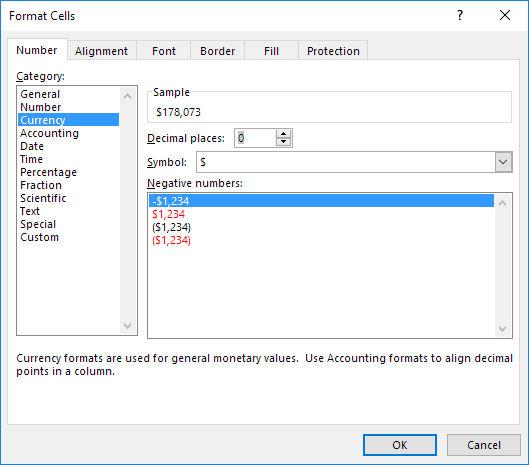 Format Cells
?
Number Alignment Font Border Fill Protection
Category:
General
Number
Currency
Accounting
Date
Time
Percentage
Fraction
Scientific
Text
Special
Custom
Sample
$178,073
Decimal places: 0
Symbol: $
Negative numbers:
-$1,234
$1,234
($1,234)
($1,234)
Currency formats are used for general monetary values.  Use Accounting formats to align decimal
points in a column.
OK Cancel